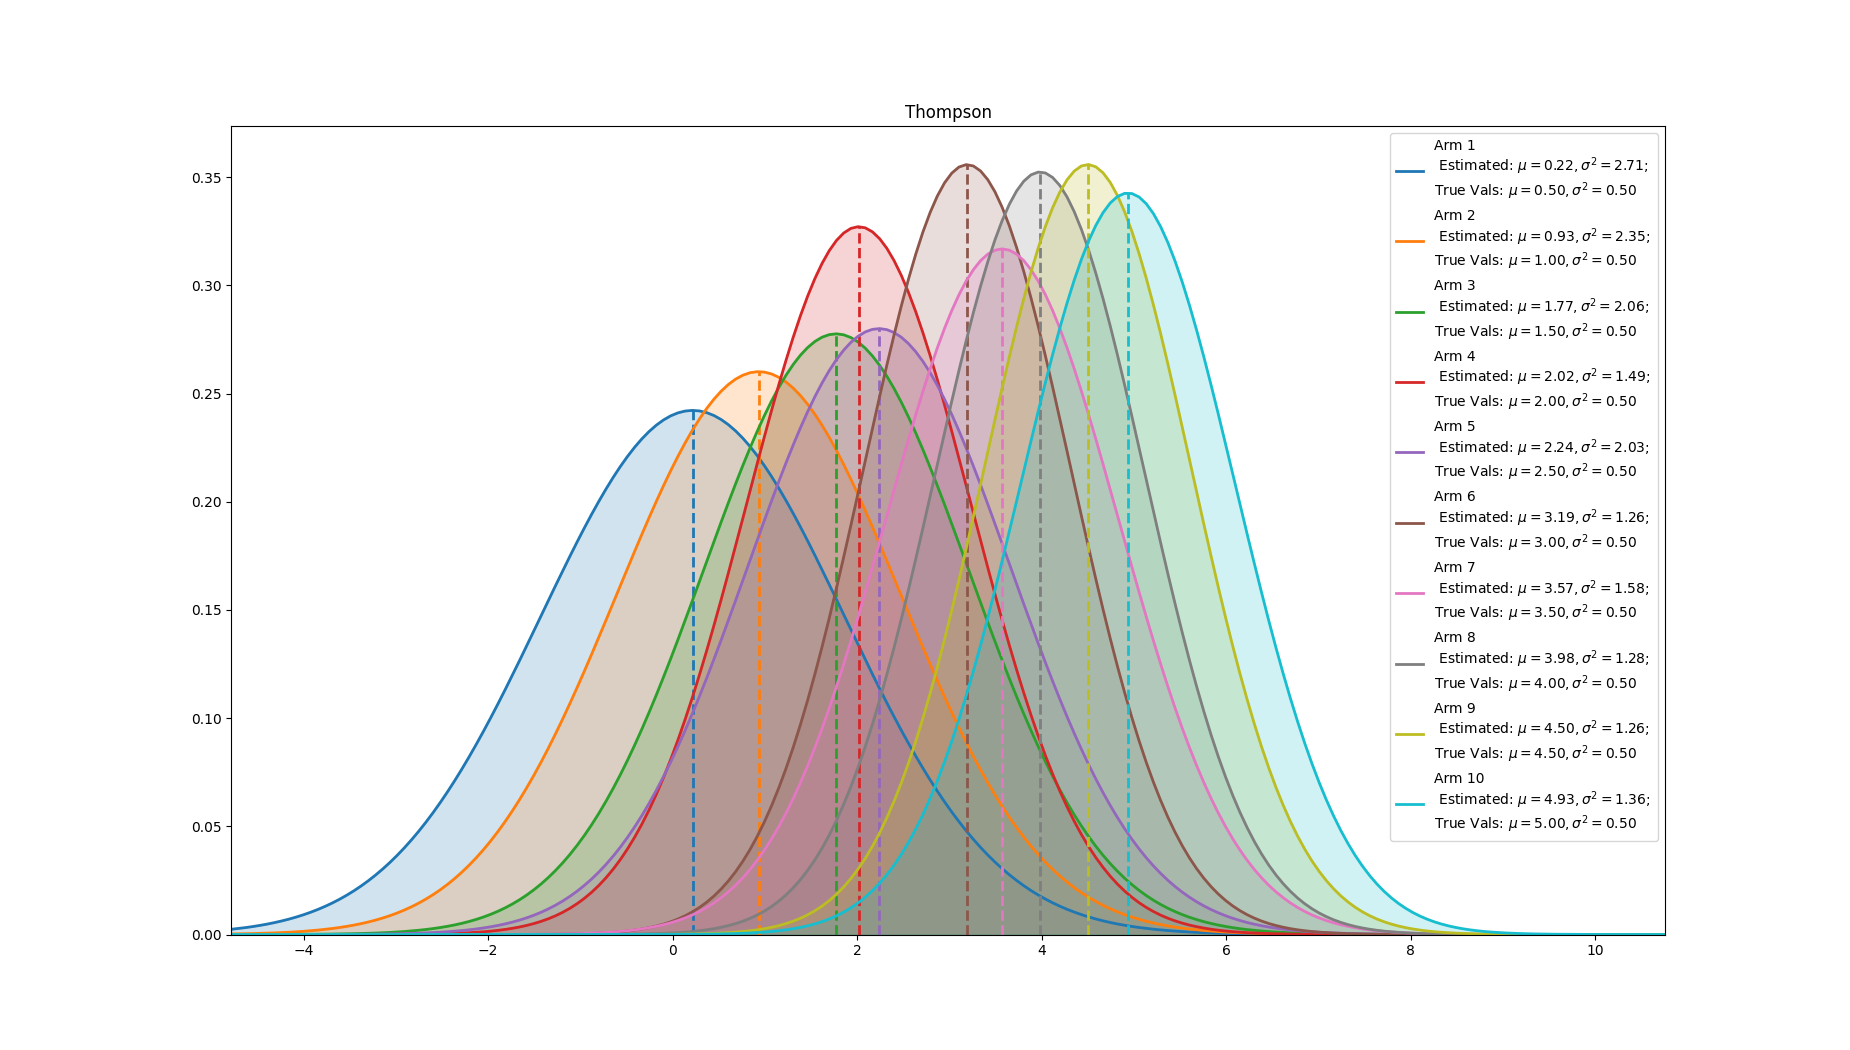 Thompson
0.35
0.30
0.25
0.20
0.15
0.10
0.05
0.00
−4
−2
0
2
4
6
8
10
Arm 1
Estimated: μ = 0.22, σ² = 2.71;
True Vals: μ = 0.50, σ² = 0.50
Arm 2
Estimated: μ = 0.93, σ² = 2.35;
True Vals: μ = 1.00, σ² = 0.50
Arm 3
Estimated: μ = 1.77, σ² = 2.06;
True Vals: μ = 1.50, σ² = 0.50
Arm 4
Estimated: μ = 2.02, σ² = 1.49;
True Vals: μ = 2.00, σ² = 0.50
Arm 5
Estimated: μ = 2.24, σ² = 2.03;
True Vals: μ = 2.50, σ² = 0.50
Arm 6
Estimated: μ = 3.19, σ² = 1.26;
True Vals: μ = 3.00, σ² = 0.50
Arm 7
Estimated: μ = 3.57, σ² = 1.58;
True Vals: μ = 3.50, σ² = 0.50
Arm 8
Estimated: μ = 3.98, σ² = 1.28;
True Vals: μ = 4.00, σ² = 0.50
Arm 9
Estimated: μ = 4.50, σ² = 1.26;
True Vals: μ = 4.50, σ² = 0.50
Arm 10
Estimated: μ = 4.93, σ² = 1.36;
True Vals: μ = 5.00, σ² = 0.50